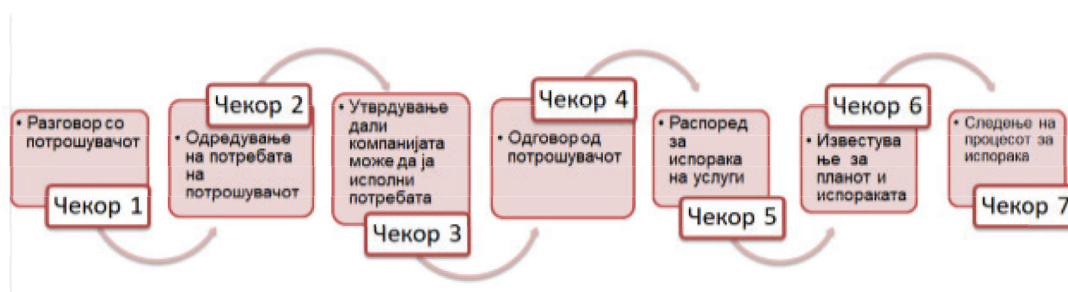 • Разговор со
потрошувачот
Чекор 1
Чекор 2
• Одредување
на потребата
на
потрошувачот
• Утврдување
дали
компанијата
може да ја
исполни
потребата
Чекор 3
Чекор 4
• Одговор од
потрошувачот
• Распоред
за
испорака
на услуги
Чекор 5
Чекор 6
• Известува
ње за
планот и
испораката
• Следење на
процесот за
испорака
Чекор 7